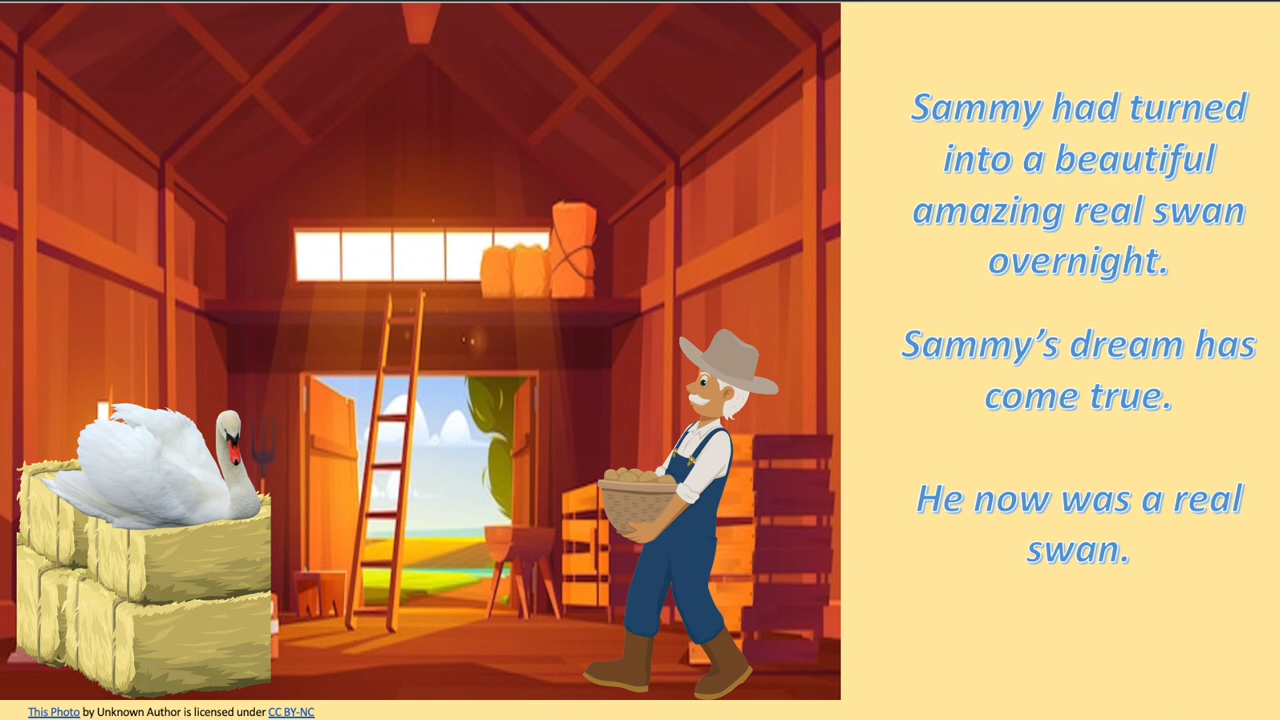 Sammy had turned
into a beautiful
amazing real swan
overnight.
Sammy’s dream has
come true.
He now was a real
swan.
This Photo by Unknown Author is licensed under CC BY-NC